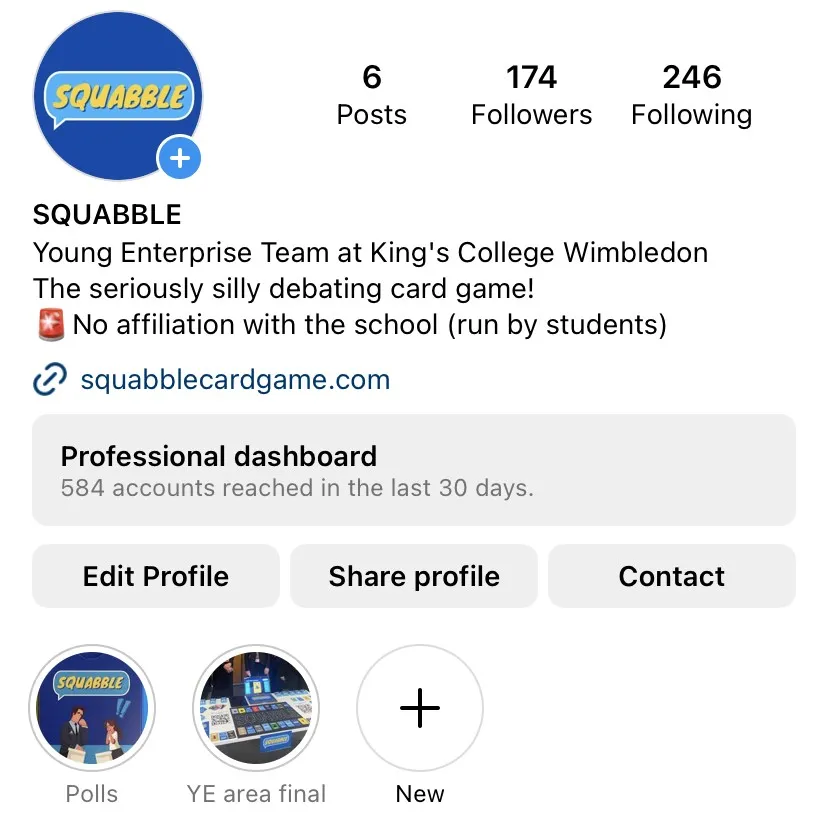 SQUABBLE
6
Posts
174
Followers
246
Following
SQUABBLE
Young Enterprise Team at King's College Wimbledon
The seriously silly debating card game!
🚨 No affiliation with the school (run by students)
squabblecardgame.com
Professional dashboard
584 accounts reached in the last 30 days.
Edit Profile
Share profile
Contact
SQUABBLE
SQUABBLE
Polls
YE area final
New